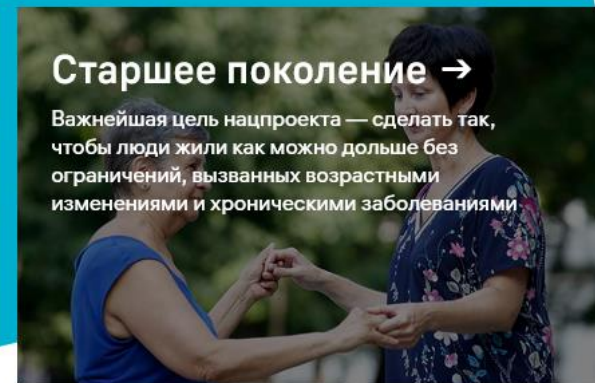 Старшее поколение →
Важнейшая цель нацпроекта — сделать так,
чтобы люди жили как можно дольше без
ограничений, вызванных возрастными
изменениями и хроническими заболеваниями